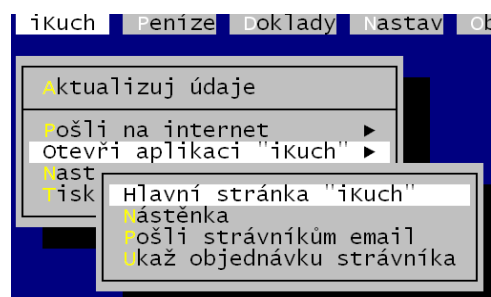 iKuch Peníze Doklady Nastav
Aktualizuj údaje
Pošli na internet ►
Otevři aplikaci "iKuch" ►
Nast
Tisk
Hlavní stránka "iKuch"
Nástěnka
Pošli strávníkům email
Ukaž objednávku strávníka